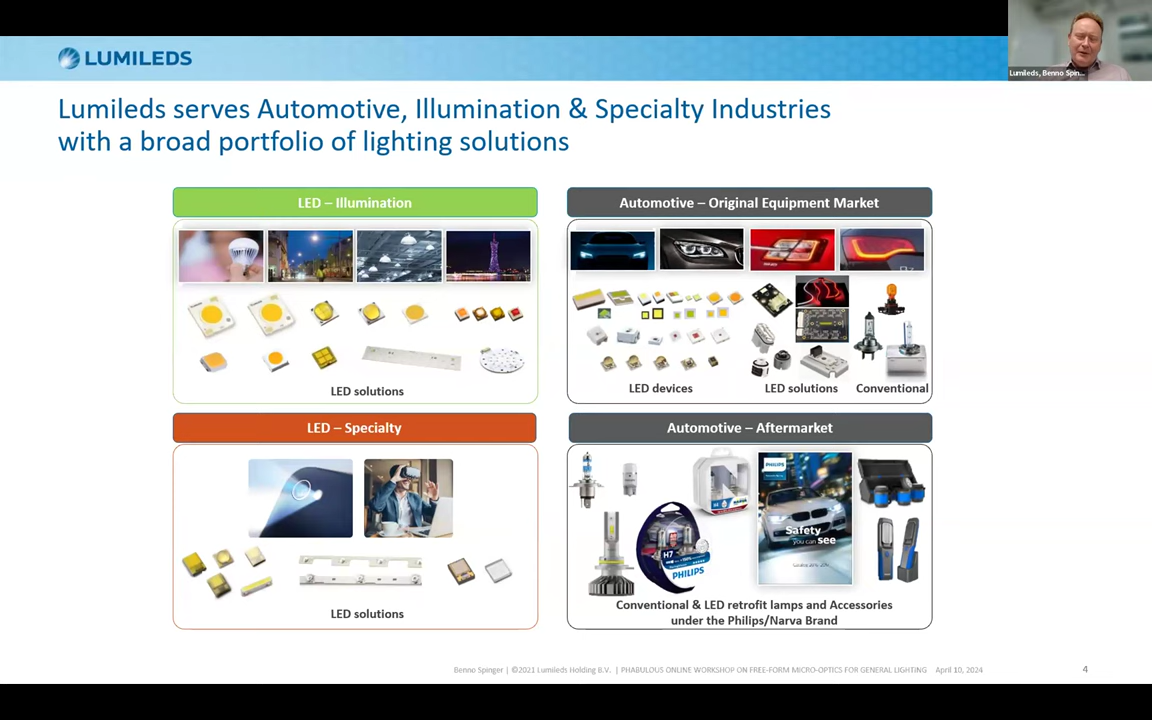 LUMILEDS
Lumileds, Benno Spin...
Lumileds serves Automotive, Illumination & Specialty Industries
with a broad portfolio of lighting solutions
LED – Illumination
LED solutions
Automotive – Original Equipment Market
LED devices
LED solutions
Conventional
LED – Specialty
LED solutions
Automotive – Aftermarket
PHILIPS
Safety
you can see
H7
PHILIPS
Conventional & LED retrofit lamps and Accessories
under the Philips/Narva Brand
Benno Spinger | ©2021 Lumileds Holding B.V. | PHABULOUS ONLINE WORKSHOP ON FREE-FORM MICRO-OPTICS FOR GENERAL LIGHTING April 10, 2024
4